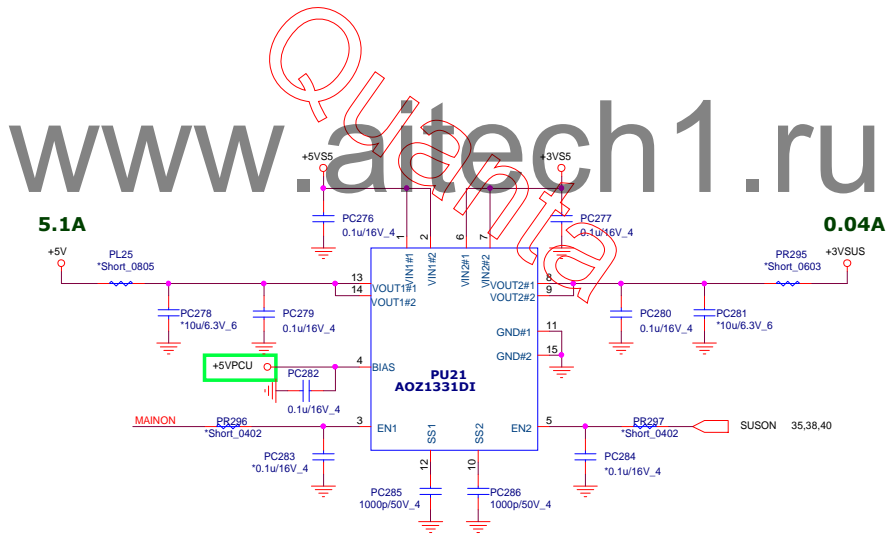 Quanta
www.aitech1.ru
+5VS5
+3VS5
5.1A
0.04A
PC276
0.1u/16V_4
PC277
0.1u/16V_4
1
2
6
7
+5V
PL25
*Short_0805
PR295
*Short_0603
+3VSUS
VIN1#1
VIN1#2
VIN2#1
VIN2#2
13
VOUT1#1
14
VOUT1#2
8
VOUT2#1
9
VOUT2#2
PC278
*10u/6.3V_6
PC279
0.1u/16V_4
PC280
0.1u/16V_4
PC281
*10u/6.3V_6
GND#1
11
GND#2
15
+5VPCU
PC282
0.1u/16V_4
4
BIAS
PU21
AOZ1331DI
MAINON
PR296
*Short_0402
3
EN1
EN2
5
PR297
*Short_0402
SUSON 35,38,40
SS1
SS2
12
10
PC283
*0.1u/16V_4
PC284
*0.1u/16V_4
PC285
1000p/50V_4
PC286
1000p/50V_4